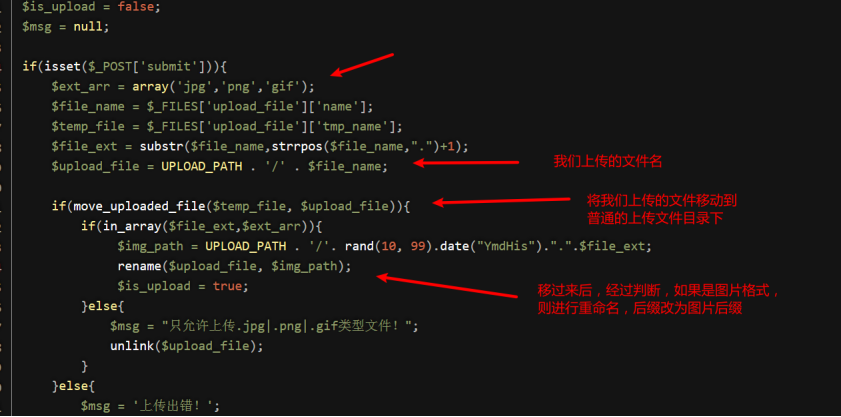 $is_upload = false;
$msg = null;
if(isset($_POST['submit'])){
$ext_arr = array('jpg','png','gif');
$file_name = $_FILES['upload_file']['name'];
$temp_file = $_FILES['upload_file']['tmp_name'];
$file_ext = substr($file_name,strrpos($file_name,".")+1);
$upload_file = UPLOAD_PATH . '/' . $file_name;
我们上传的文件名
if(move_uploaded_file($temp_file, $upload_file)){
将我们上传的文件移动到
普通的上传文件目录下
if(in_array($file_ext,$ext_arr)){
$img_path = UPLOAD_PATH . '/'. rand(10, 99).date("YmdHis").".".$file_ext;
rename($upload_file, $img_path);
$is_upload = true;
移过来后，经过判断，如果是图片格式，
则进行重命名，后缀改为图片后缀
}else{
$msg = "只允许上传.jpg|.png|.gif类型文件！";
unlink($upload_file);
}
}else{
$msg = '上传出错！';